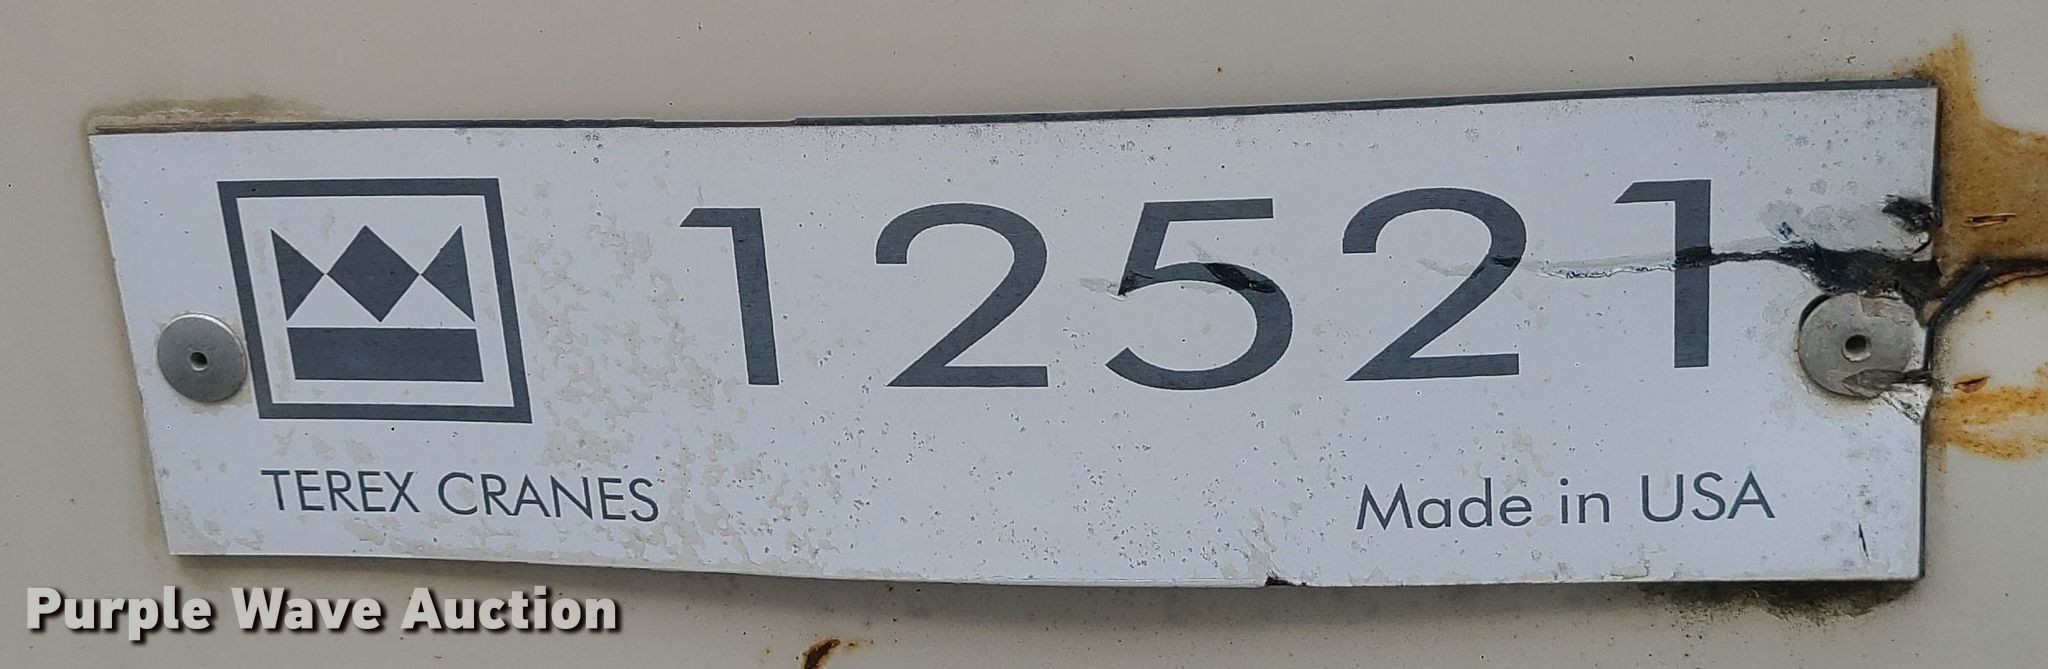 12521
TEREX CRANES
Made in USA
Purple Wave Auction